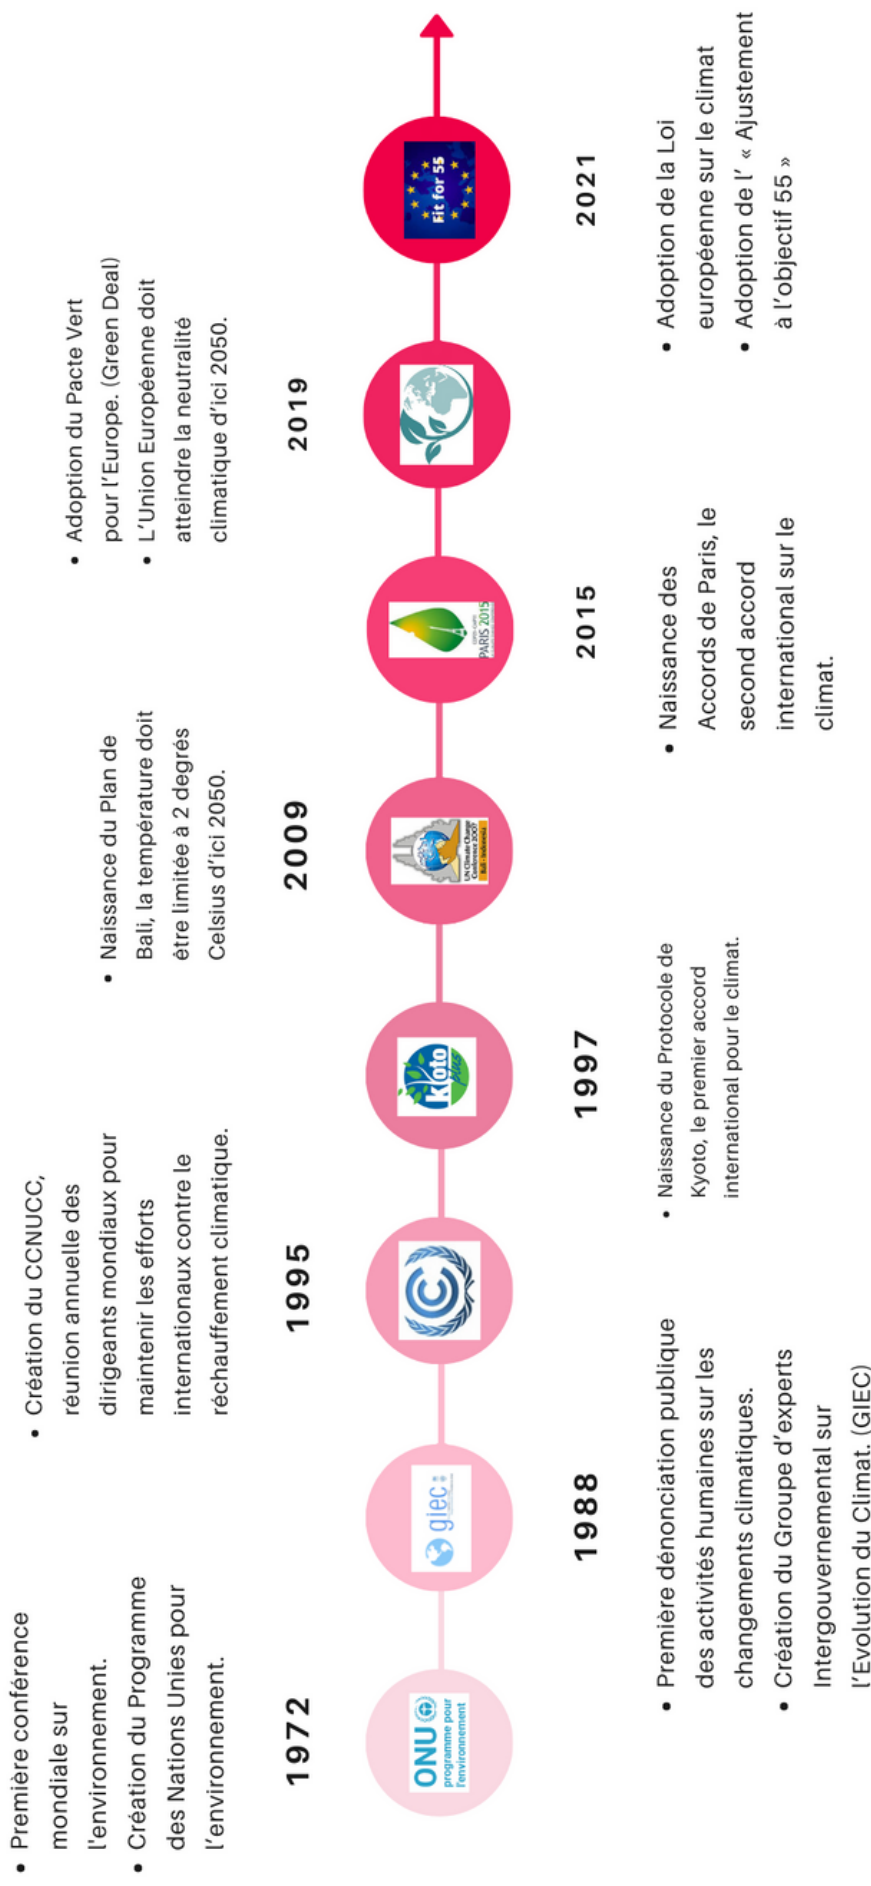 • Première conférence
mondiale sur
l'environnement.
• Création du Programme
des Nations Unies pour
l'environnement.
1972
ONU
programme pour
l'environnement
giec
1988
• Première dénonciation publique
des activités humaines sur les
changements climatiques.
• Création du Groupe d'experts
Intergouvernemental sur
l'Evolution du Climat. (GIEC)
• Création du CCNUCC,
réunion annuelle des
dirigeants mondiaux pour
maintenir les efforts
internationaux contre le
réchauffement climatique.
1995
kyoto
plus
1997
• Naissance du Protocole de
Kyoto, le premier accord
international pour le climat.
• Naissance du Plan de
Bali, la température doit
être limitée à 2 degrés
Celsius d'ici 2050.
2009
UN Climate Change
Conference 2007
Bali - Indonesia
PARIS 2015
2015
• Naissance des
Accords de Paris, le
second accord
international sur le
climat.
• Adoption du Pacte Vert
pour l'Europe. (Green Deal)
• L'Union Européenne doit
atteindre la neutralité
climatique d'ici 2050.
2019
Fit for 55
2021
• Adoption de la Loi
européenne sur le climat
• Adoption de l' « Ajustement
à l'objectif 55 »